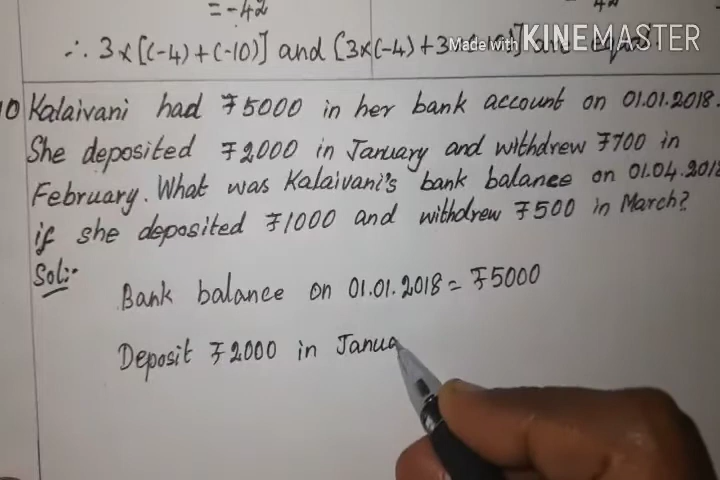 = -42
42
∴ 3×[(-4)+(-10)] and [3×(-4)+3
Made with KINEMASTER
10 Kalaivani had ₹5000 in her bank account on 01.01.2018.
She deposited ₹2000 in January and withdrew ₹700 in
February. What was Kalaivani's bank balance on 01.04.2018
if she deposited ₹1000 and withdrew ₹500 in March?
Sol:-
Bank balance on 01.01.2018 = ₹5000
Deposit ₹2000 in Janua